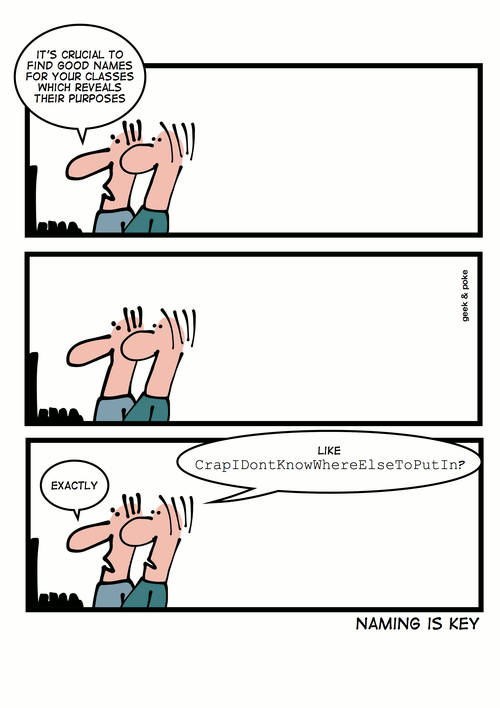 IT'S CRUCIAL TO
FIND GOOD NAMES
FOR YOUR CLASSES
WHICH REVEALS
THEIR PURPOSES
geek & poke
LIKE
CrapIDontKnowWhereElseToPutIn?
EXACTLY
NAMING IS KEY